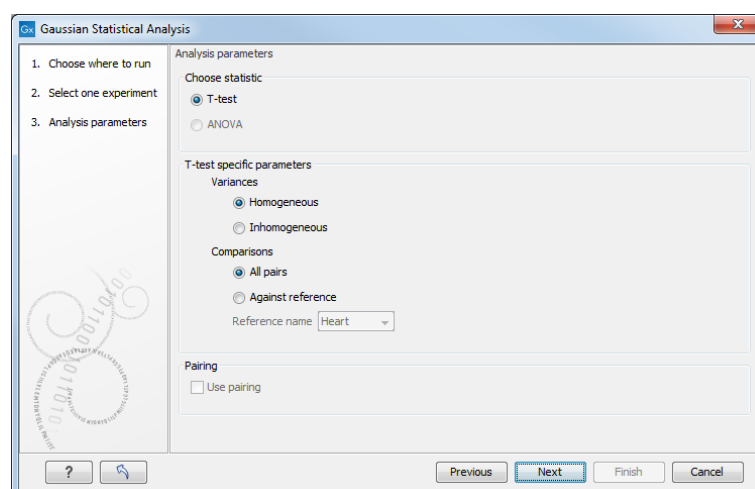 Gx Gaussian Statistical Analysis
1. Choose where to run
2. Select one experiment
3. Analysis parameters
Analysis parameters
Choose statistic
T-test
ANOVA
T-test specific parameters
Variances
Homogeneous
Inhomogeneous
Comparisons
All pairs
Against reference
Reference name Heart
Pairing
Use pairing
? Previous Next Finish Cancel